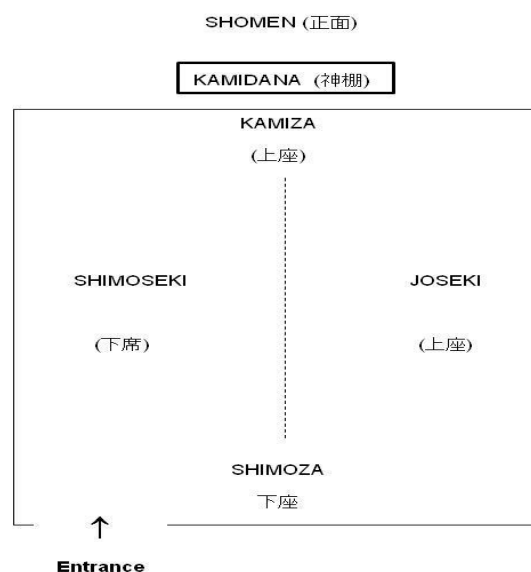 SHOMEN (正面)
KAMIDANA (神棚)
KAMIZA
(上座)
SHIMOSEKI JOSEKI
(下席) (上座)
SHIMOZA
下座
Entrance